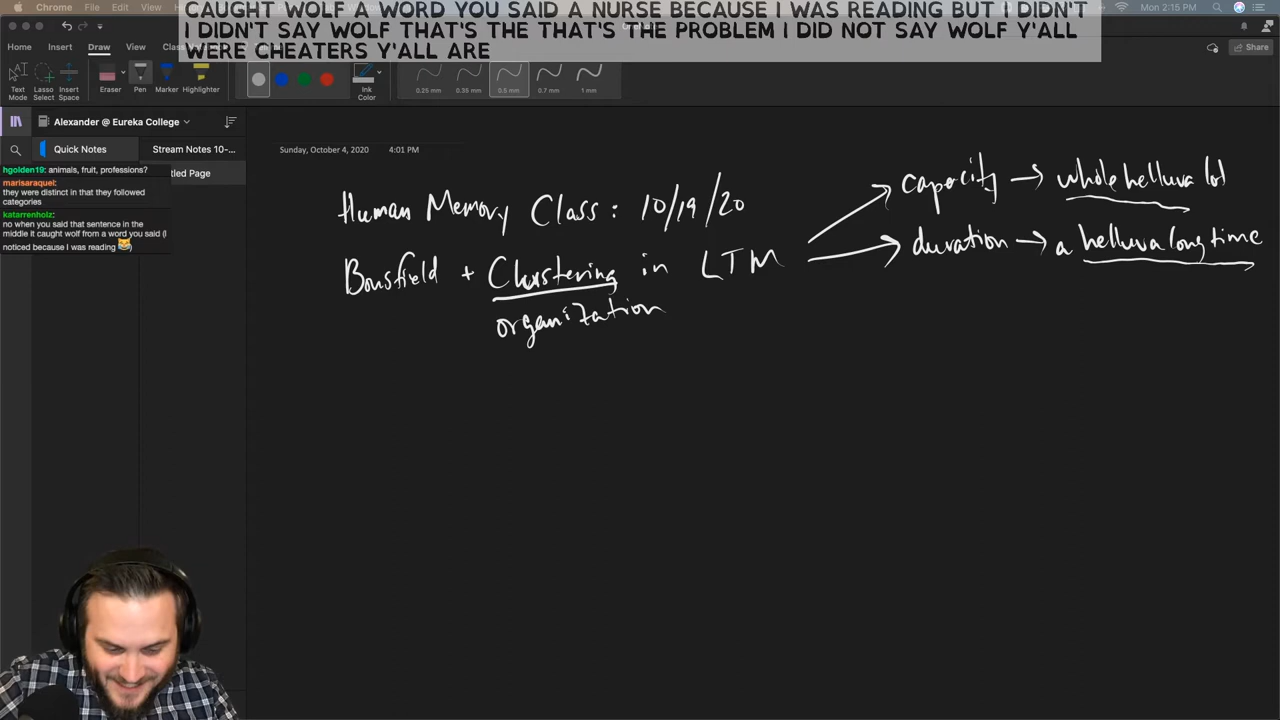 CAUGHT WOLF A WORD YOU SAID A NURSE BECAUSE I WAS READING BUT I DIDN'T
I DIDN'T SAY WOLF THAT'S THE THAT'S THE PROBLEM I DID NOT SAY WOLF Y'ALL
WERE CHEATERS Y'ALL ARE
Chrome File Edit Mon 2:15 PM
Home Insert Draw View Class
Share
Text Mode
Lasso Select
Insert Space
Eraser
Pen
Marker
Highlighter
Ink Color
0.25 mm 0.35 mm 0.5 mm 0.7 mm 1 mm
Alexander @ Eureka College
Quick Notes
Stream Notes 10-...
tled Page
hgolden19: animals, fruit, professions?
marisaraquel:
they were distinct in that they followed
categories
katarrenholz:
no when you said that sentence in the
middle it caught wolf from a word you said (I
noticed because I was reading )
Sunday, October 4, 2020 4:01 PM
Human Memory Class: 10/19/20
Bousfield + Clustering in LTM
organization
capacity → whole helluva lot
duration → a helluva long time